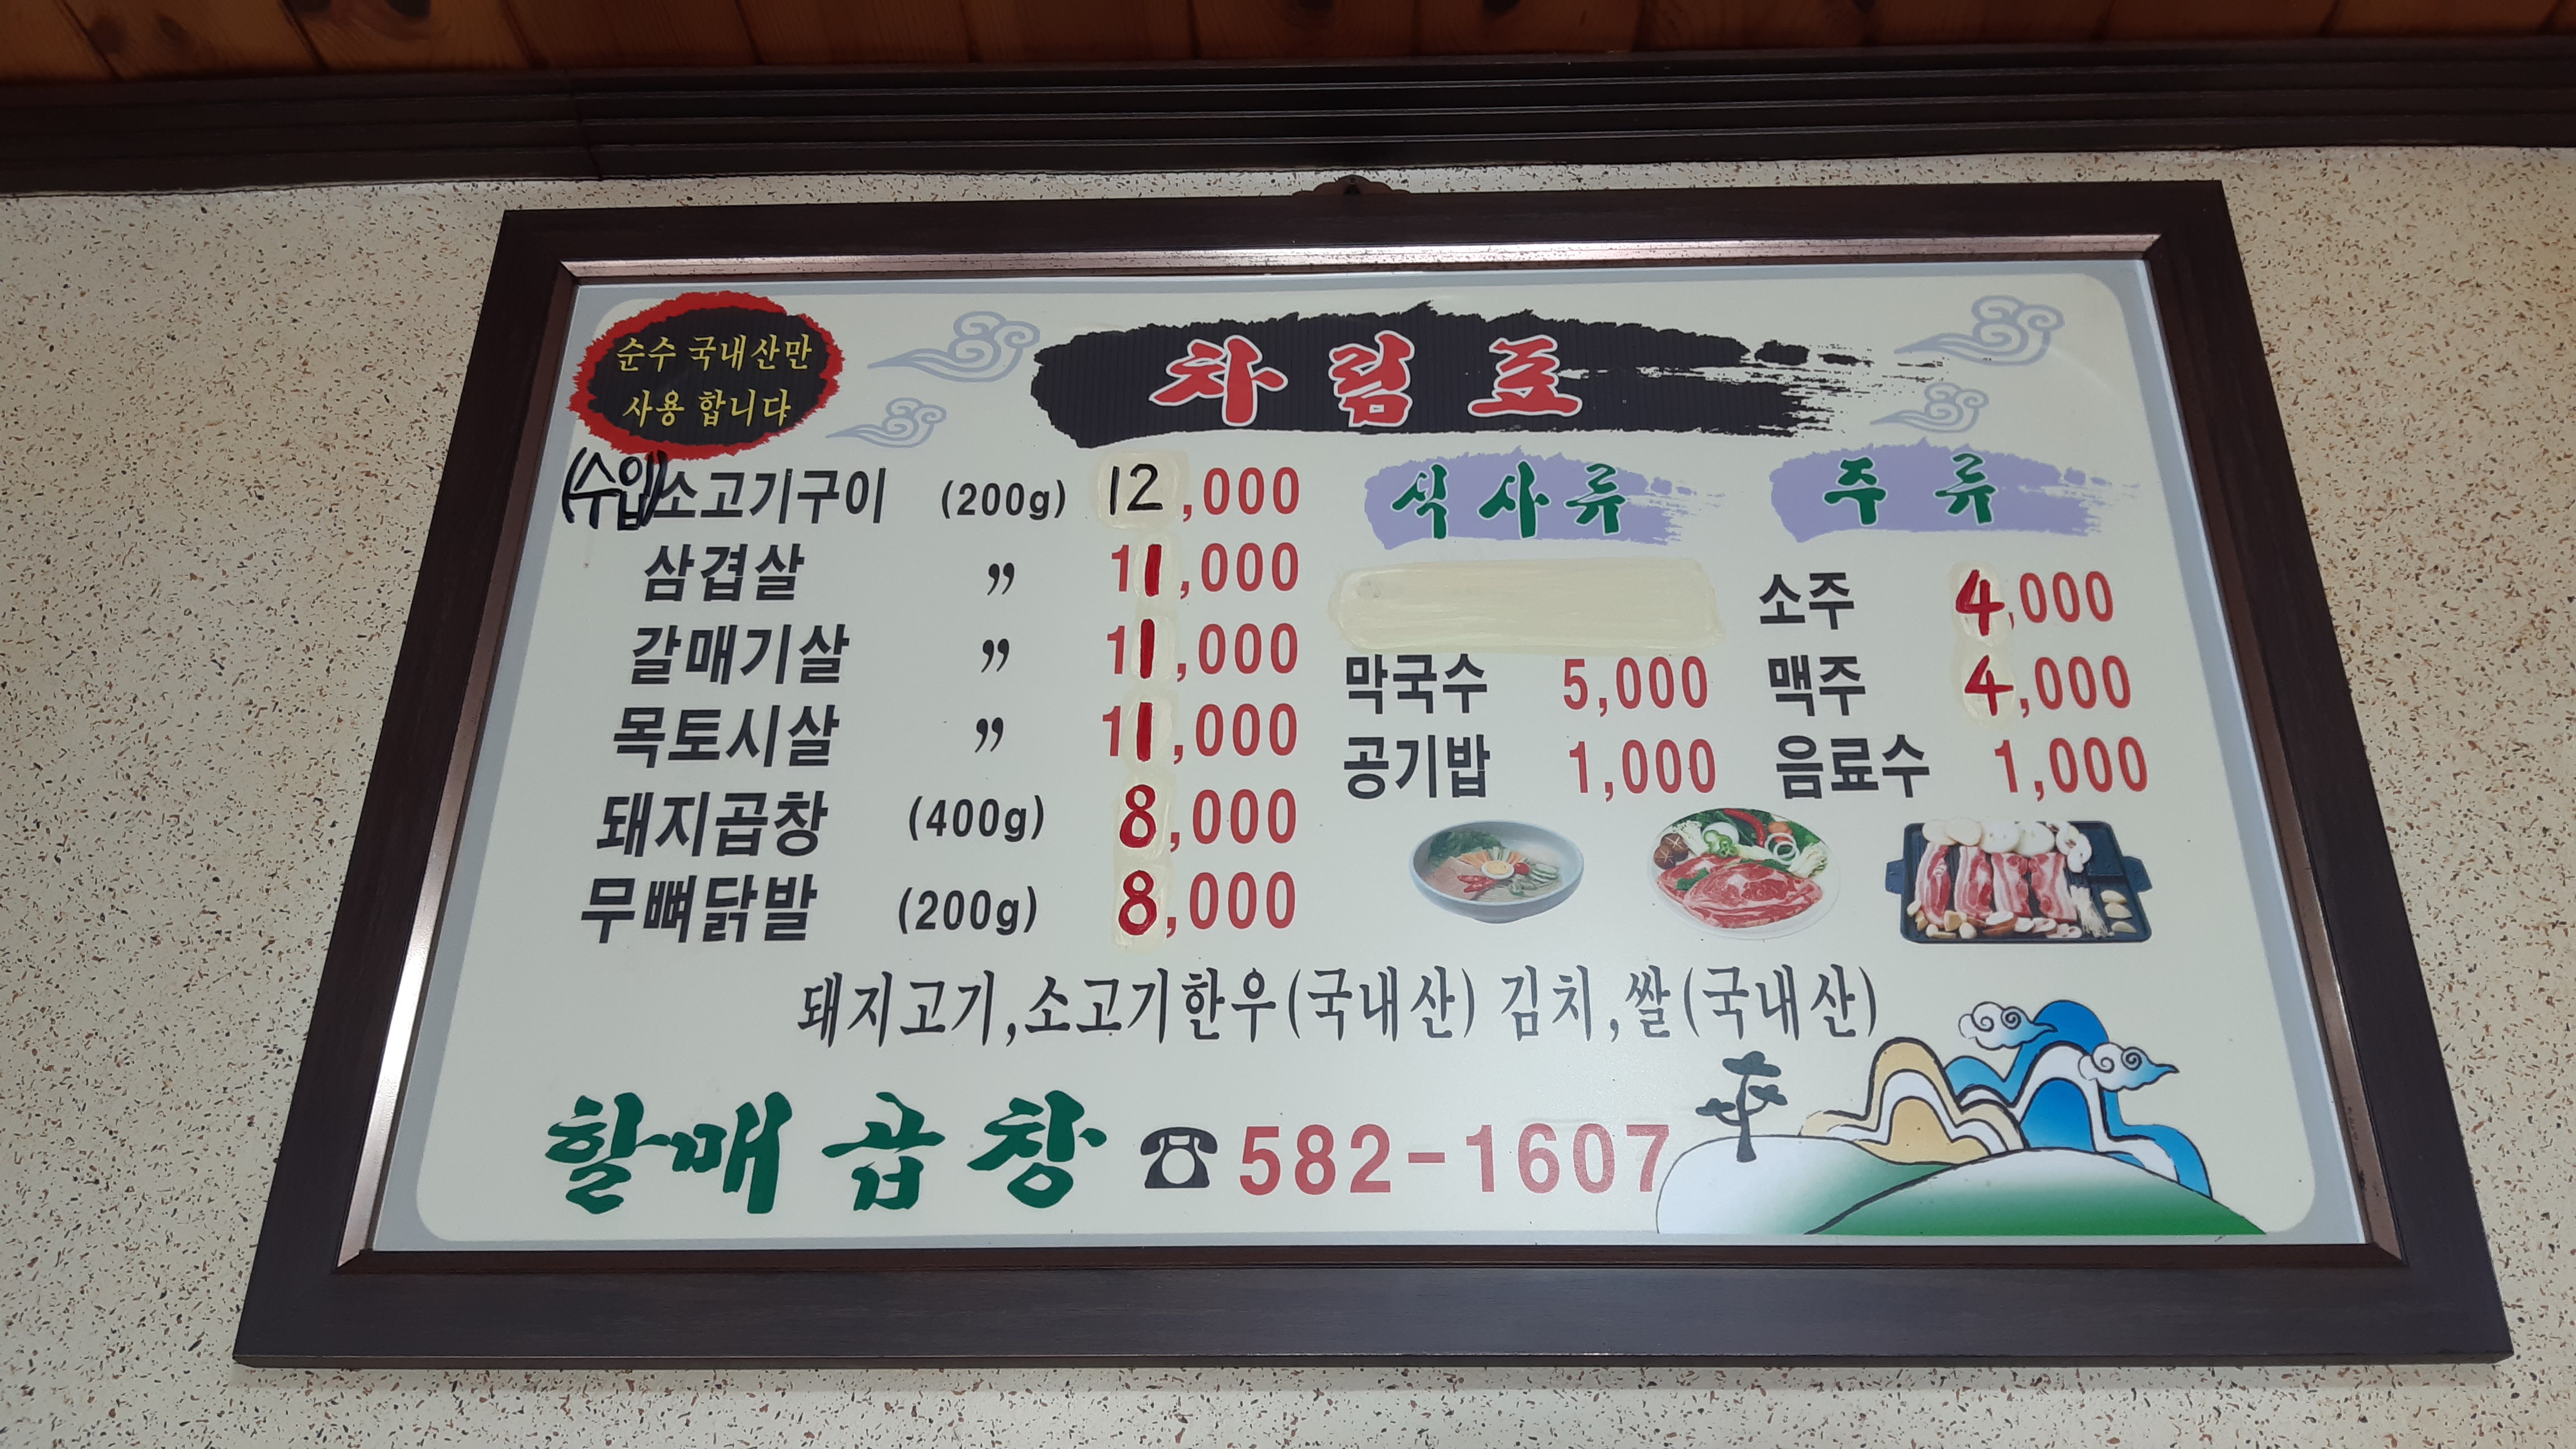 순수 국내산만
사용 합니다
차림표
(수입)소고기구이 (200g) 12,000
삼겹살 〃 11,000
갈매기살 〃 11,000
목토시살 〃 11,000
돼지곱창 (400g) 8,000
무뼈닭발 (200g) 8,000
식사류
막국수 5,000
공기밥 1,000
주류
소주 4,000
맥주 4,000
음료수 1,000
돼지고기,소고기한우(국내산) 김치,쌀(국내산)
할매곱창 ☎582-1607